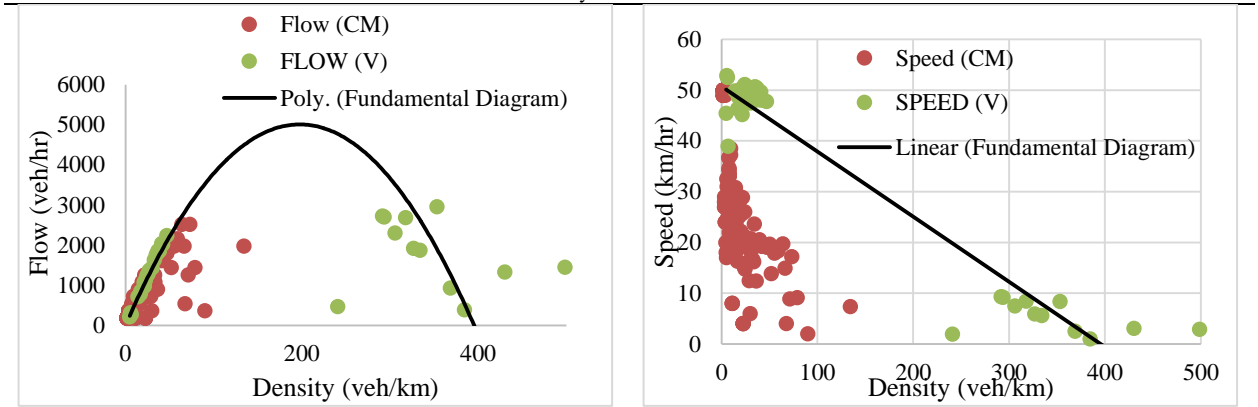 Flow (CM)
FLOW (V)
Poly. (Fundamental Diagram)
6000
5000
4000
3000
2000
1000
0
Flow (veh/hr)
0
200
400
Density (veh/km)
Speed (CM)
SPEED (V)
Linear (Fundamental Diagram)
60
50
40
30
20
10
0
Speed (km/hr)
0
100
200
300
400
500
Density (veh/km)